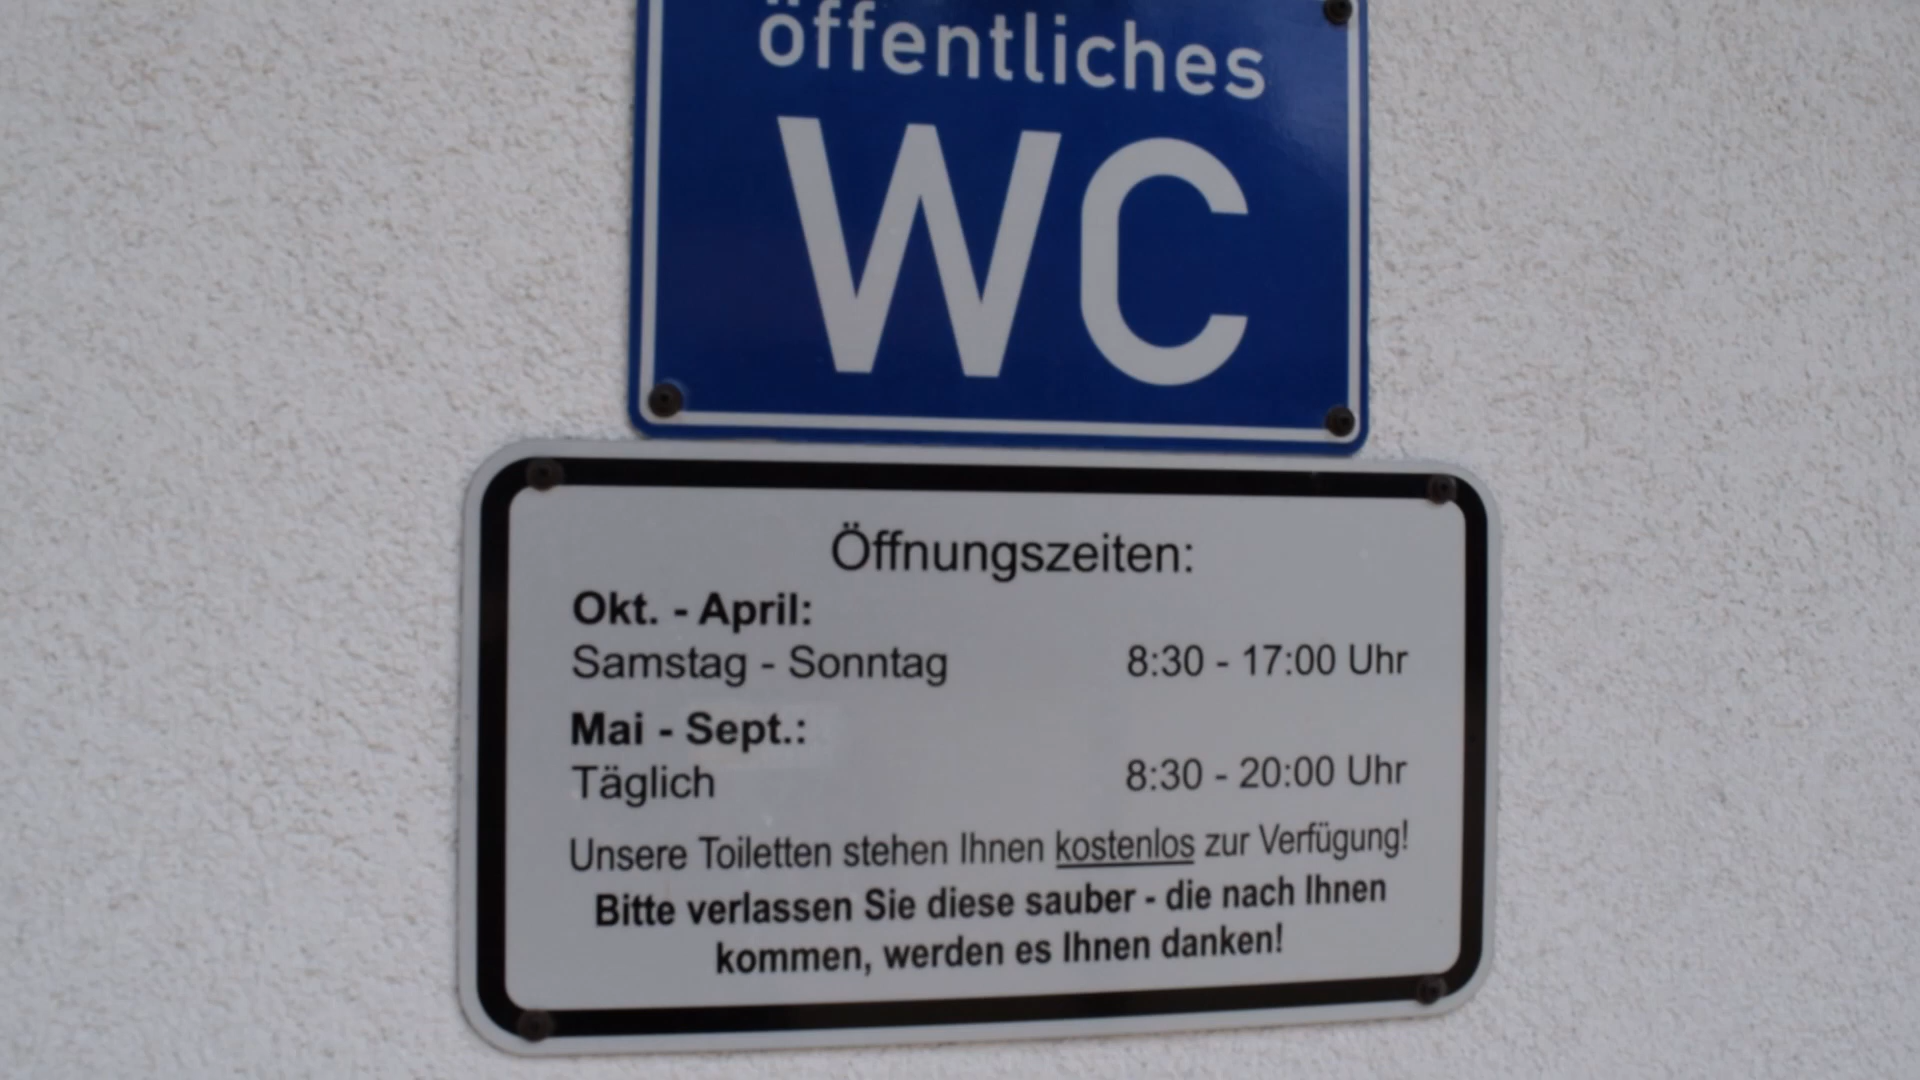 öffentliches
WC
Öffnungszeiten:
Okt. - April:
Samstag - Sonntag 8:30 - 17:00 Uhr
Mai - Sept.:
Täglich 8:30 - 20:00 Uhr
Unsere Toiletten stehen Ihnen kostenlos zur Verfügung!
Bitte verlassen Sie diese sauber - die nach Ihnen
kommen, werden es Ihnen danken!